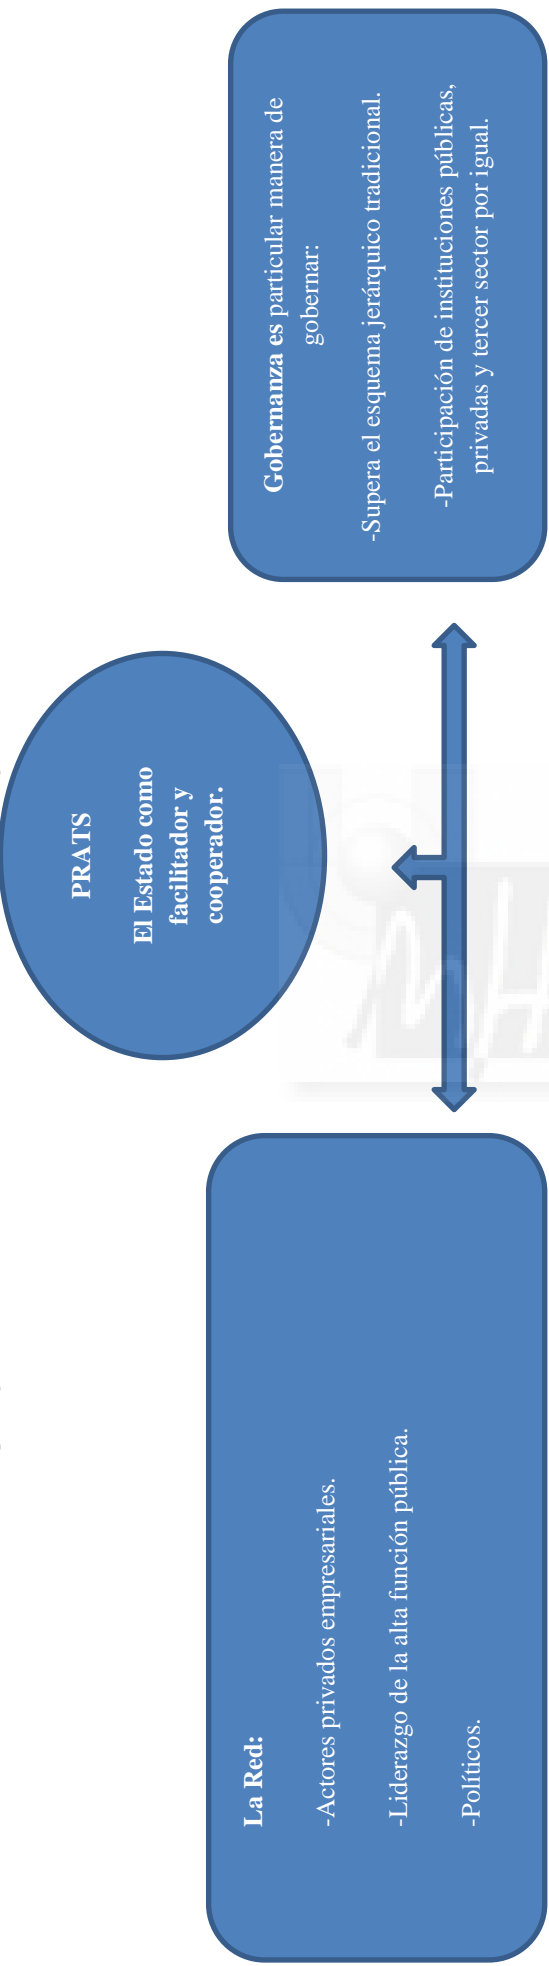 PRATS
El Estado como
facilitador y
cooperador.
La Red:
-Actores privados empresariales.
-Liderazgo de la alta función pública.
-Políticos.
Gobernanza es particular manera de
gobernar:
-Supera el esquema jerárquico tradicional.
-Participación de instituciones públicas,
privadas y tercer sector por igual.